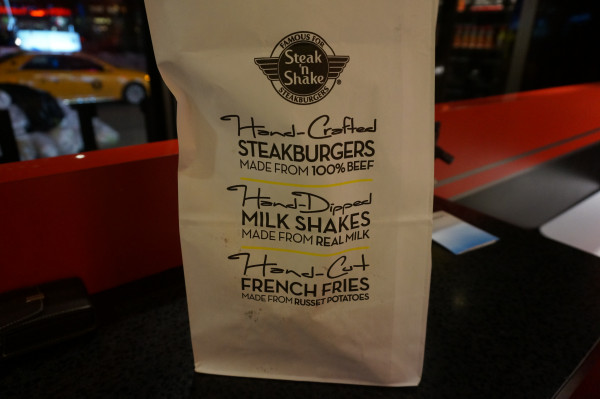 FAMOUS FOR
Steak
'n
Shake
STEAKBURGERS
®
Hand-Crafted
STEAKBURGERS
MADE FROM 100% BEEF
Hand-Dipped
MILK SHAKES
MADE FROM REAL MILK
Hand-Cut
FRENCH FRIES
MADE FROM RUSSET POTATOES